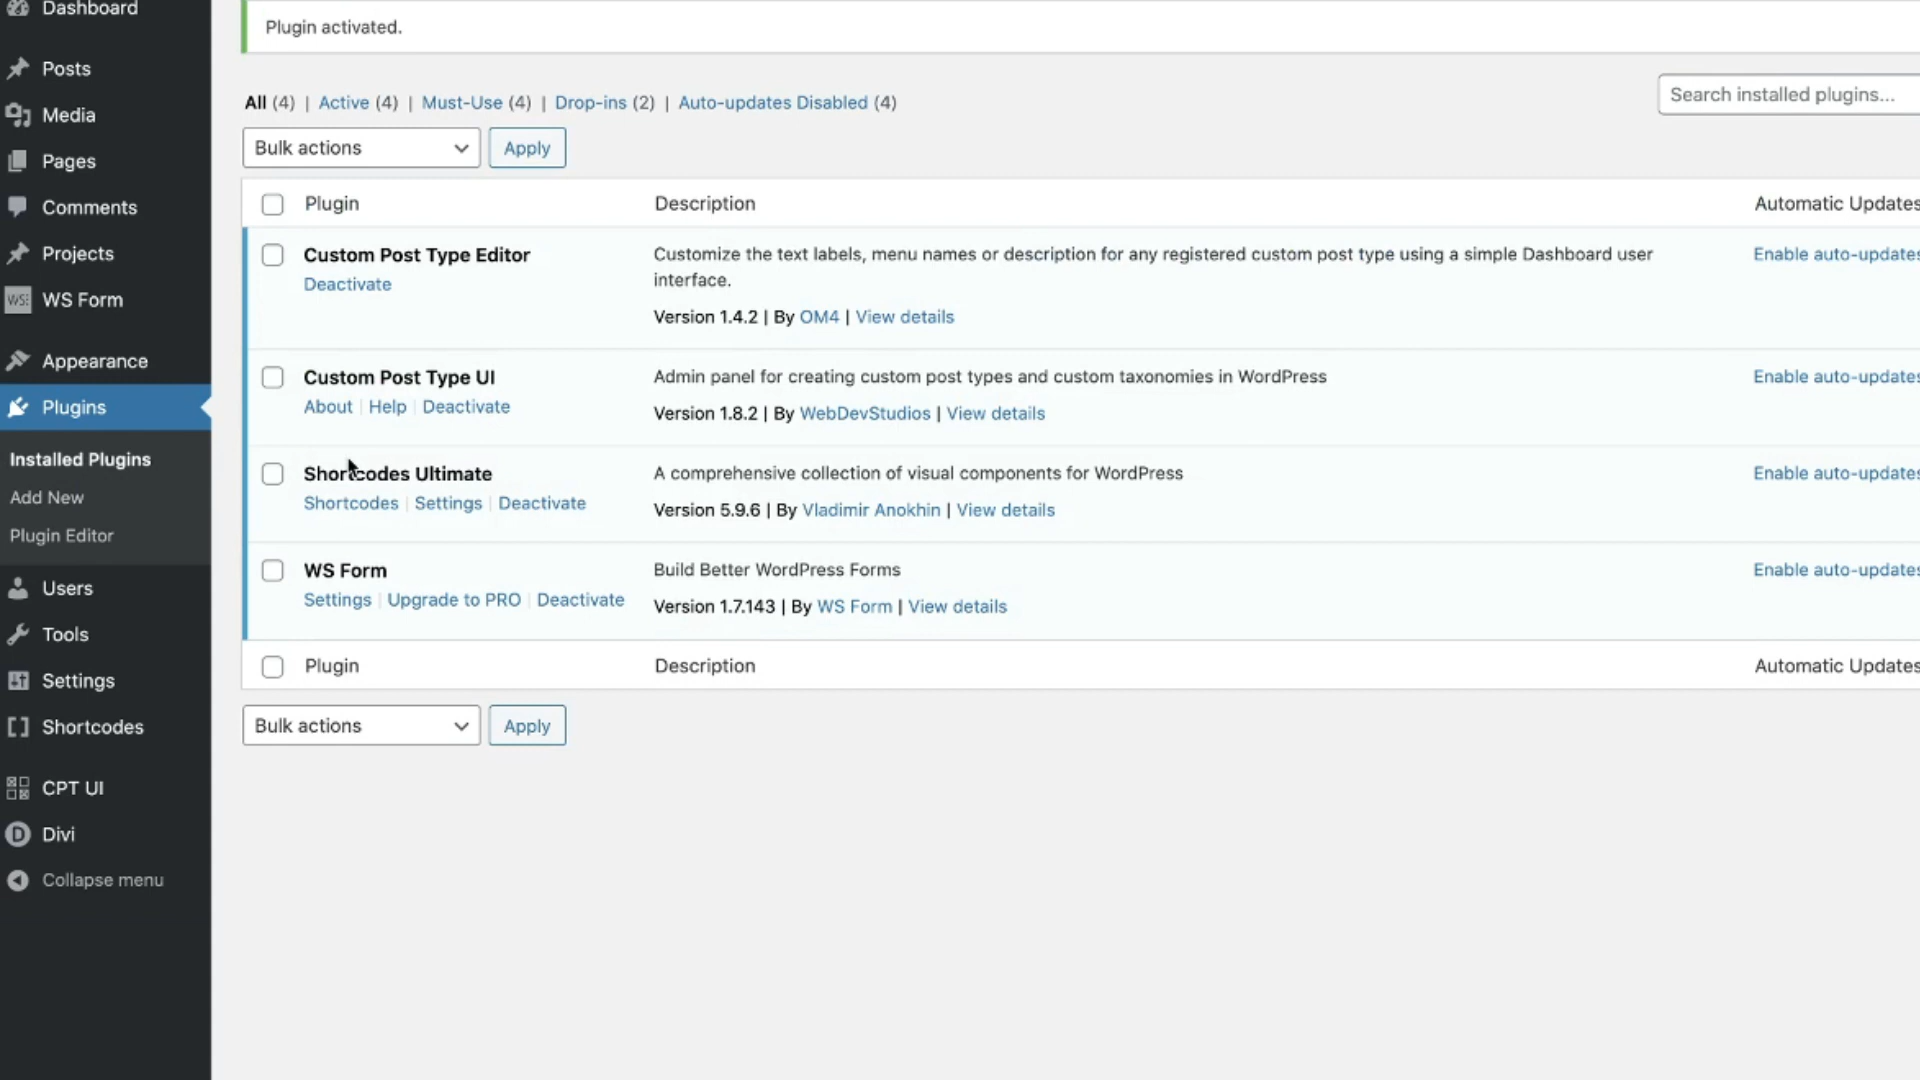 Dashboard
Posts
Media
Pages
Comments
Projects
WS Form
Appearance
Plugins
Installed Plugins
Add New
Plugin Editor
Users
Tools
Settings
Shortcodes
CPT UI
Divi
Collapse menu
Plugin activated.
All (4) | Active (4) | Must-Use (4) | Drop-ins (2) | Auto-updates Disabled (4)
Search installed plugins...
Bulk actions Apply
Plugin Description Automatic Updates
Custom Post Type Editor
Deactivate
Customize the text labels, menu names or description for any registered custom post type using a simple Dashboard user
interface.
Version 1.4.2 | By OM4 | View details
Enable auto-updates
Custom Post Type UI
About | Help | Deactivate
Admin panel for creating custom post types and custom taxonomies in WordPress
Version 1.8.2 | By WebDevStudios | View details
Enable auto-updates
Shortcodes Ultimate
Shortcodes | Settings | Deactivate
A comprehensive collection of visual components for WordPress
Version 5.9.6 | By Vladimir Anokhin | View details
Enable auto-updates
WS Form
Settings | Upgrade to PRO | Deactivate
Build Better WordPress Forms
Version 1.7.143 | By WS Form | View details
Enable auto-updates
Plugin Description Automatic Updates
Bulk actions Apply